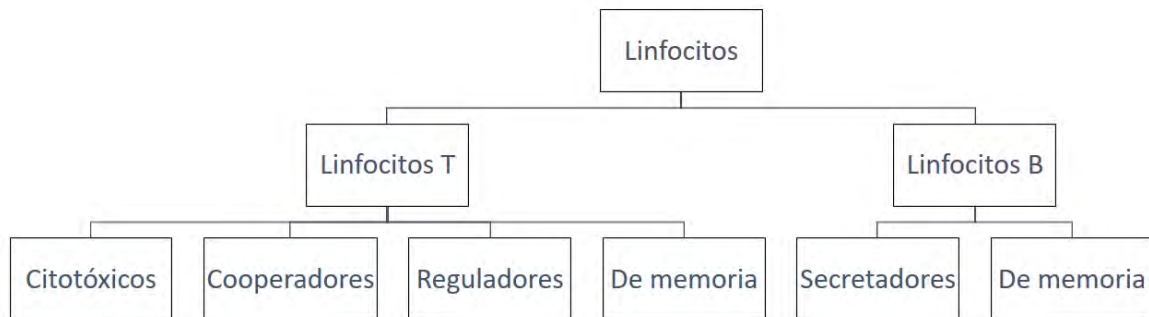 Linfocitos
Linfocitos T
Linfocitos B
Citotóxicos
Cooperadores
Reguladores
De memoria
Secretadores
De memoria